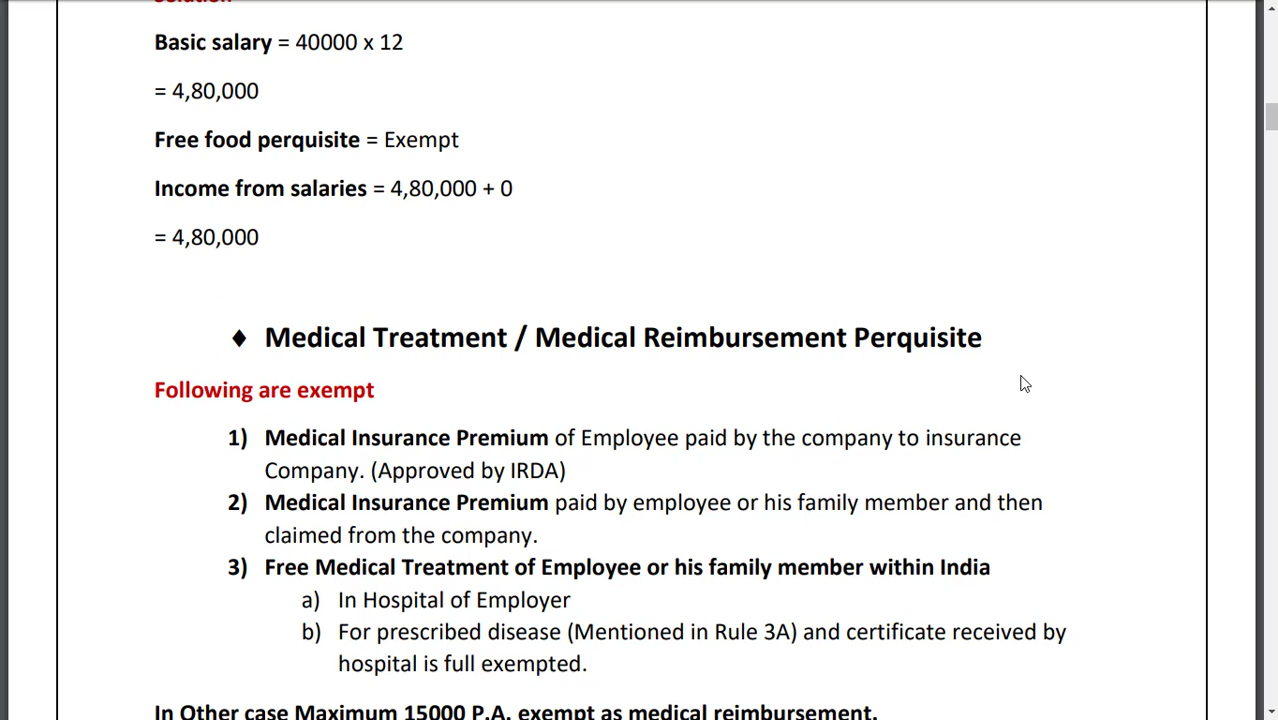 Solution
Basic salary = 40000 x 12
= 4,80,000
Free food perquisite = Exempt
Income from salaries = 4,80,000 + 0
= 4,80,000
♦ Medical Treatment / Medical Reimbursement Perquisite
Following are exempt
1) Medical Insurance Premium of Employee paid by the company to insurance
Company. (Approved by IRDA)
2) Medical Insurance Premium paid by employee or his family member and then
claimed from the company.
3) Free Medical Treatment of Employee or his family member within India
a) In Hospital of Employer
b) For prescribed disease (Mentioned in Rule 3A) and certificate received by
hospital is full exempted.
In Other case Maximum 15000 P.A. exempt as medical reimbursement.